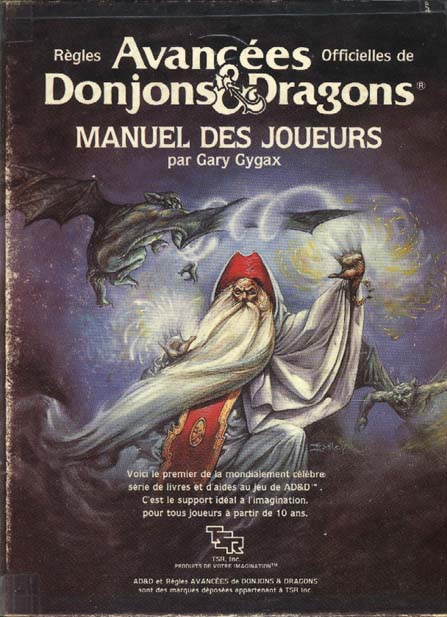 Règles Avancées Officielles de
Donjons & Dragons®
MANUEL DES JOUEURS
par Gary Gygax
EASLEY
Voici le premier de la mondialement célèbre
série de livres et d'aides au jeu de AD&D™.
C'est le support idéal à l'imagination.
pour tous joueurs à partir de 10 ans.
TSR
TSR, Inc.
PRODUITS DE VOTRE IMAGINATION™
AD&D et Règles AVANCÉES de DONJONS & DRAGONS
sont des marques déposées appartenant à TSR Inc.